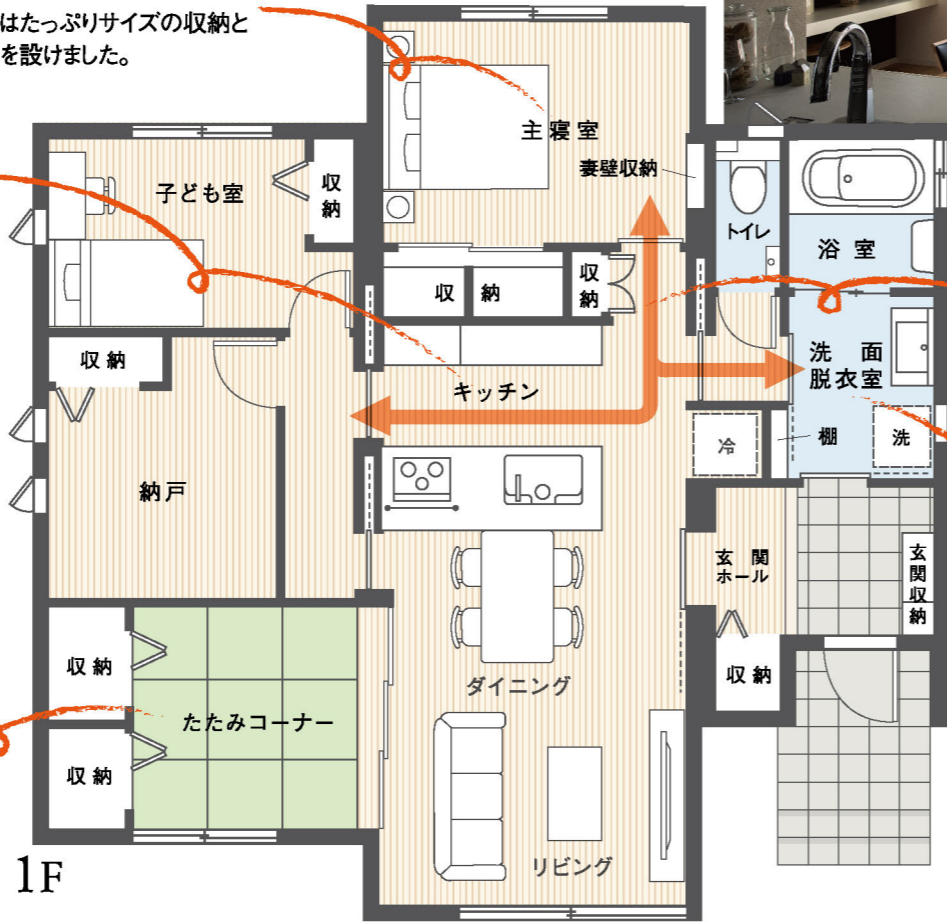 はたっぷりサイズの収納と
を設けました。
主寝室
妻壁収納
子ども室
収納
トイレ
浴室
収納
収納
収納
洗面
脱衣室
キッチン
冷
棚
洗
納戸
玄関
ホール
玄関収納
収納
収納
ダイニング
たたみコーナー
収納
リビング
1F